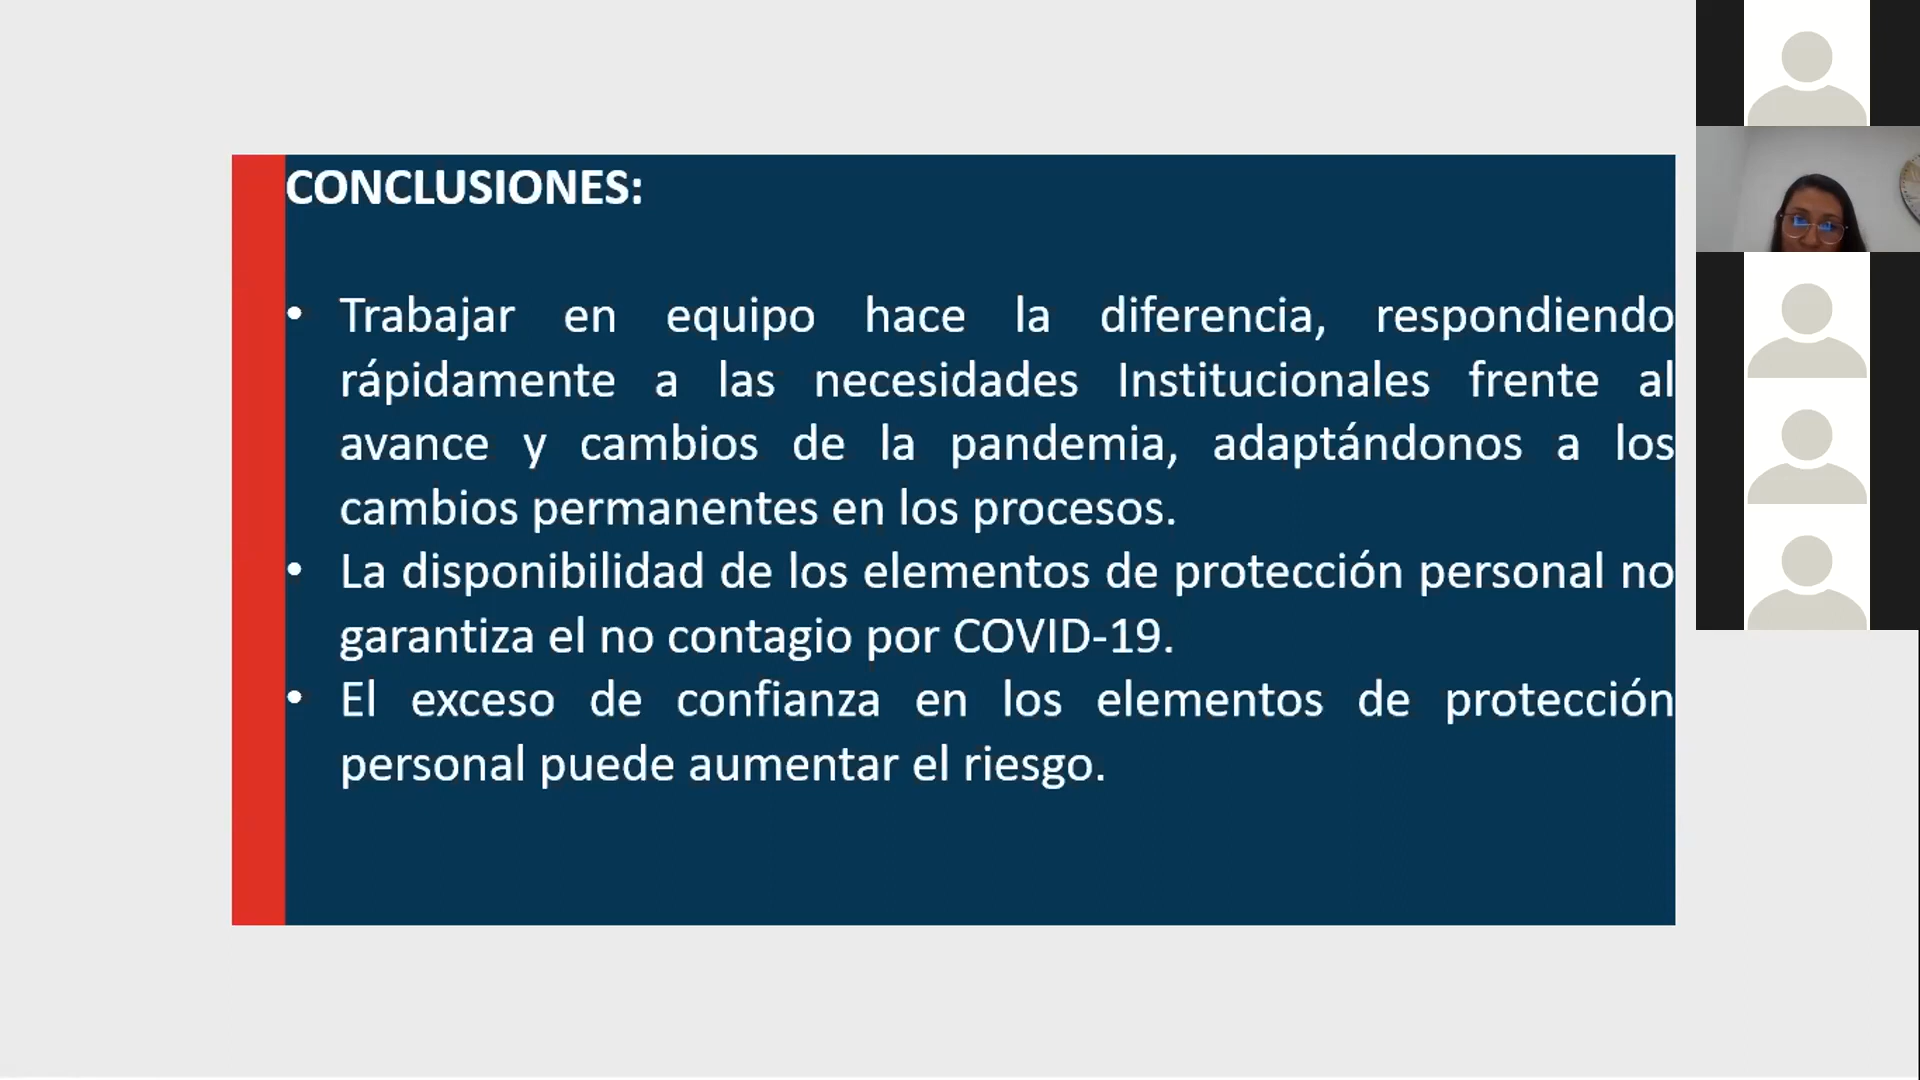 CONCLUSIONES:
• Trabajar en equipo hace la diferencia, respondiendo
rápidamente a las necesidades Institucionales frente al
avance y cambios de la pandemia, adaptándonos a los
cambios permanentes en los procesos.
• La disponibilidad de los elementos de protección personal no
garantiza el no contagio por COVID-19.
• El exceso de confianza en los elementos de protección
personal puede aumentar el riesgo.